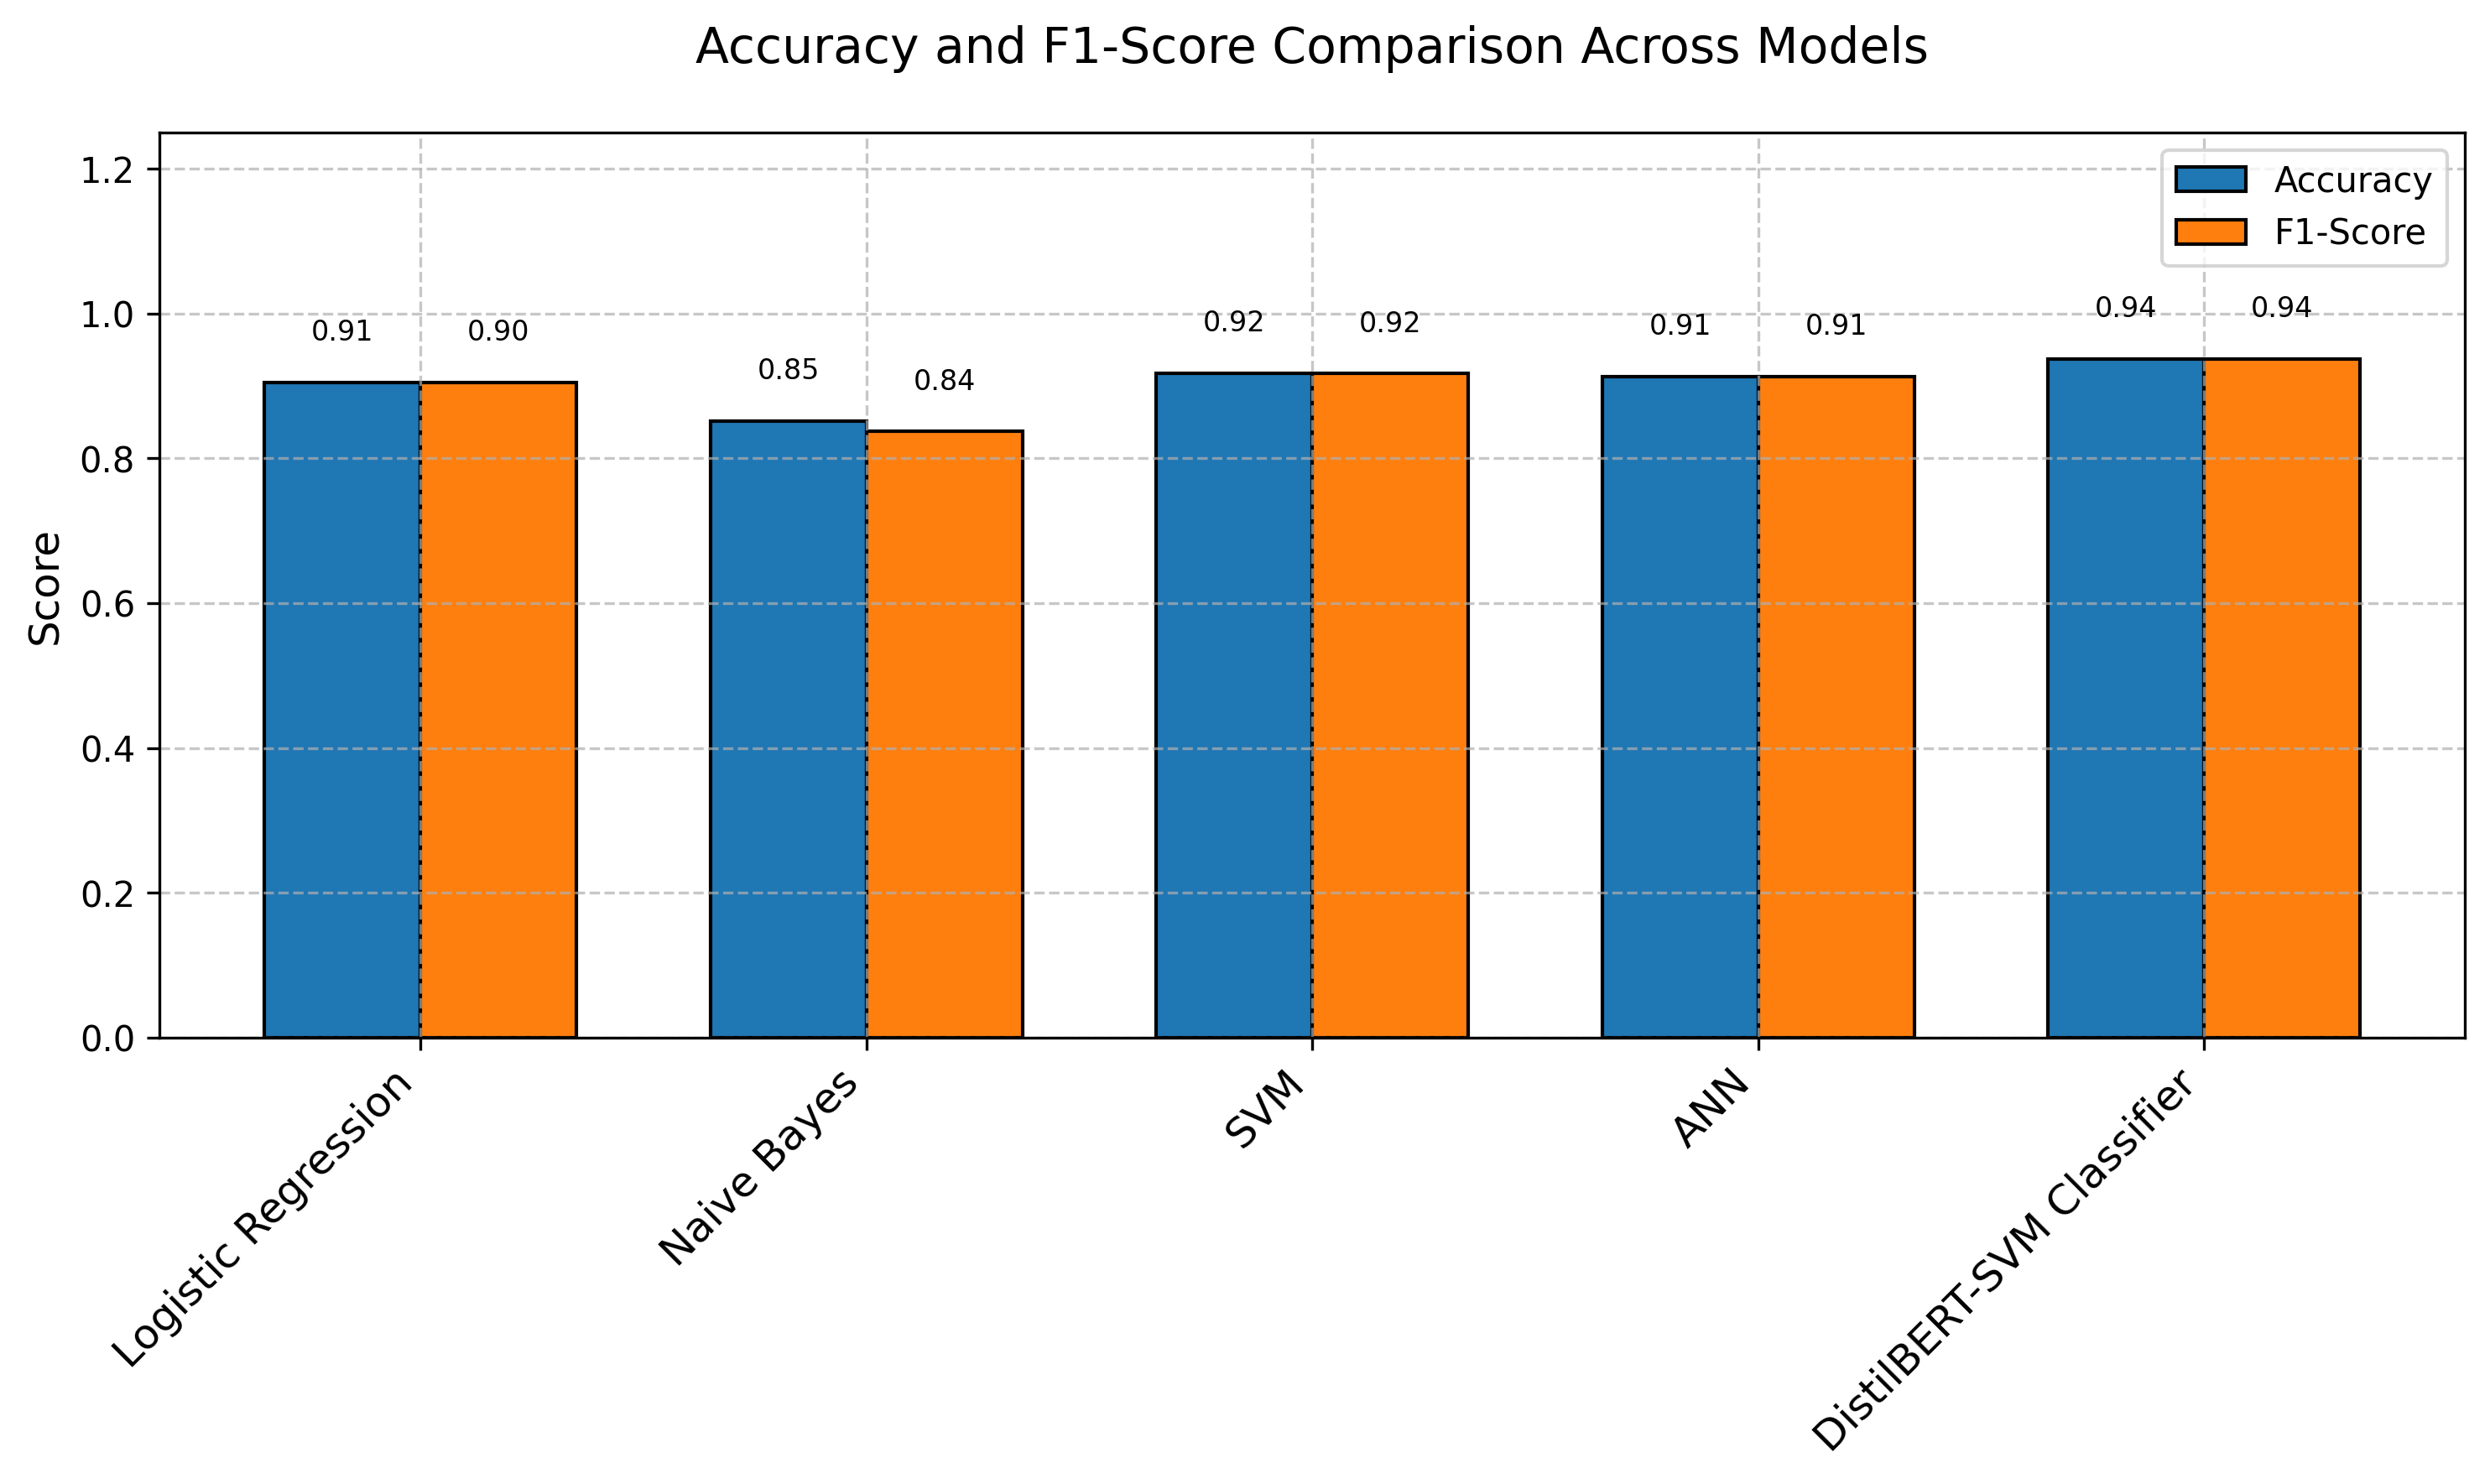 Accuracy and F1-Score Comparison Across Models
Accuracy
F1-Score
Score
1.2
1.0
0.8
0.6
0.4
0.2
0.0
0.91
0.90
0.85
0.84
0.92
0.92
0.91
0.91
0.94
0.94
Logistic Regression
Naive Bayes
SVM
ANN
DistilBERT-SVM Classifier